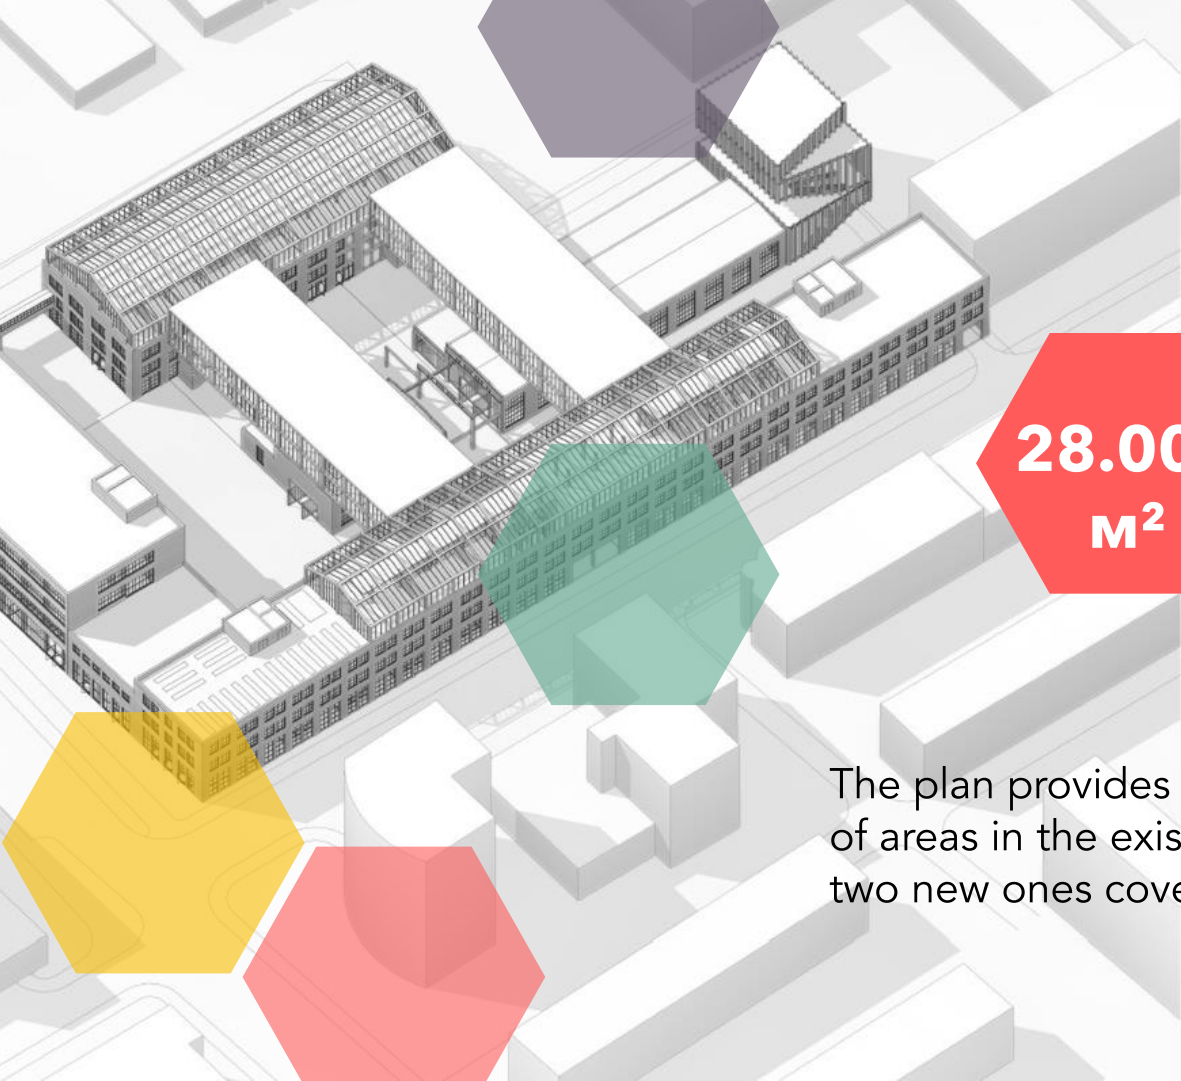 28.00
м²
The plan provides
of areas in the exis
two new ones cove